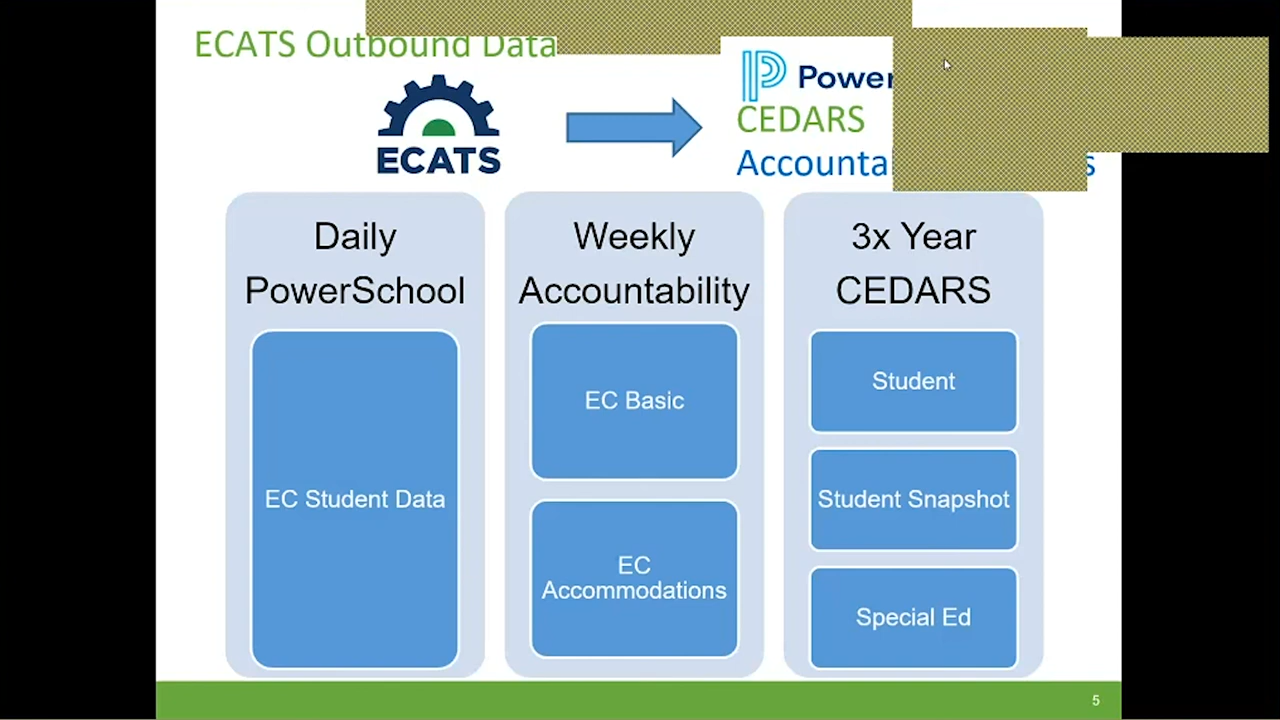 ECATS Outbound Data
Power
ECATS
CEDARS
Accounta
s
Daily
PowerSchool
EC Student Data
Weekly
Accountability
EC Basic
EC
Accommodations
3x Year
CEDARS
Student
Student Snapshot
Special Ed
5